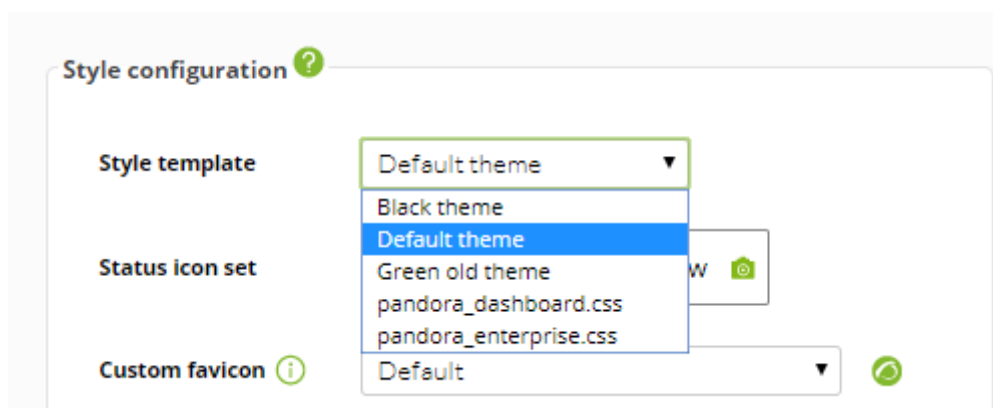 Style configuration ?
Style template
Default theme
Black theme
Default theme
Green old theme
pandora_dashboard.css
pandora_enterprise.css
Status icon set
Custom favicon i
Default